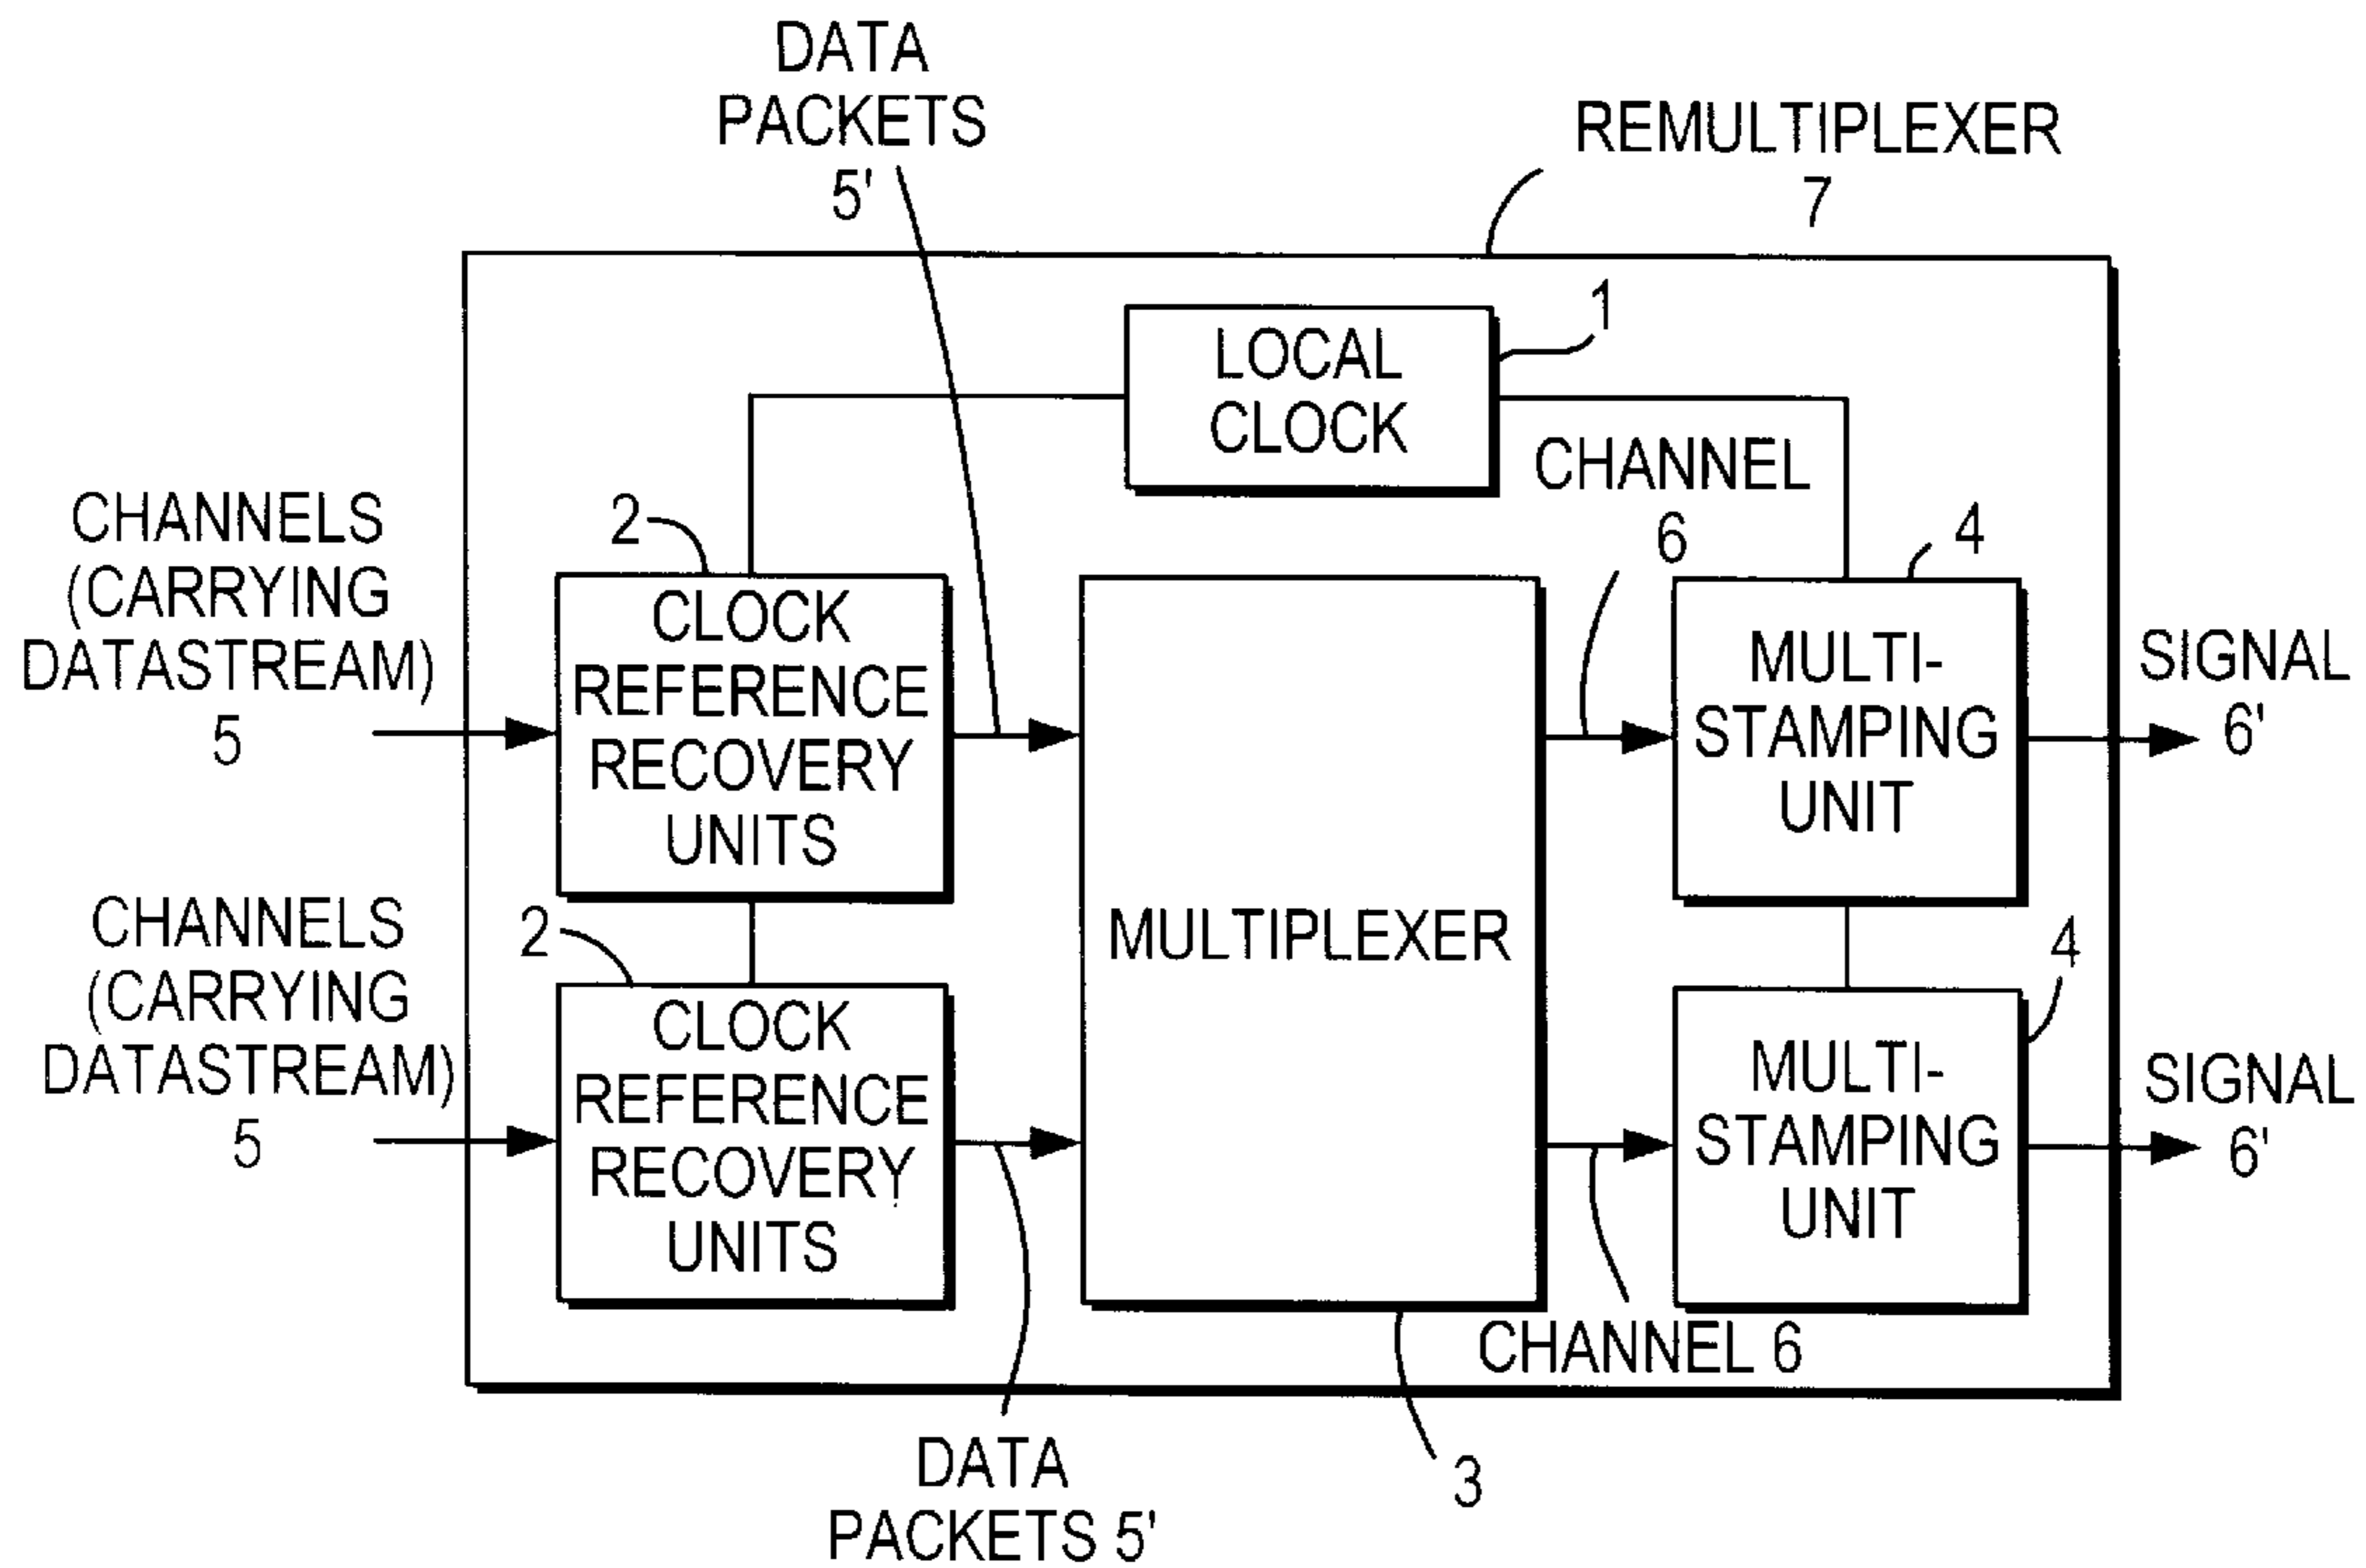 DATA
PACKETS
5'
REMULTIPLEXER
7
1
LOCAL
CLOCK
CHANNEL
6
CHANNELS
(CARRYING
DATASTREAM)
5
2
CLOCK
REFERENCE
RECOVERY
UNITS
4
MULTI-
STAMPING
UNIT
SIGNAL
6'
MULTIPLEXER
CHANNELS
(CARRYING
DATASTREAM)
5
2
CLOCK
REFERENCE
RECOVERY
UNITS
4
MULTI-
STAMPING
UNIT
SIGNAL
6'
CHANNEL 6
DATA
PACKETS 5'
3